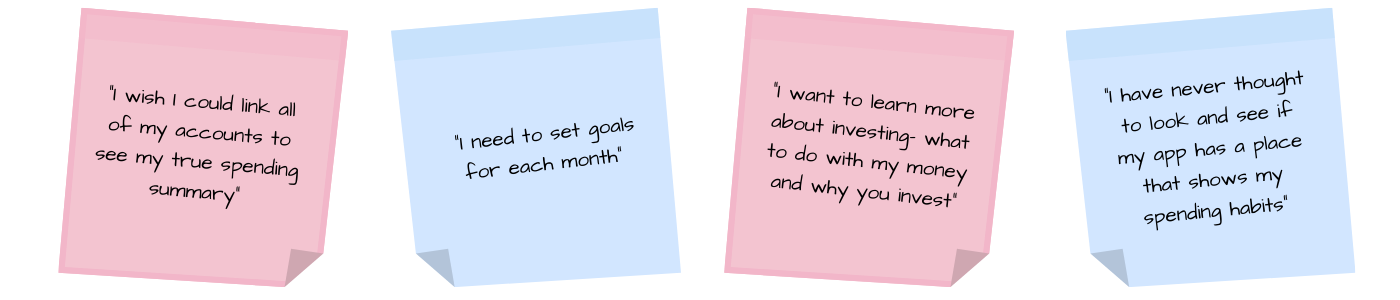 "I wish I could link all
of my accounts to
see my true spending
summary"
"I need to set goals
for each month"
"I want to learn more
about investing- what
to do with my money
and why you invest"
"I have never thought
to look and see if
my app has a place
that shows my
spending habits"